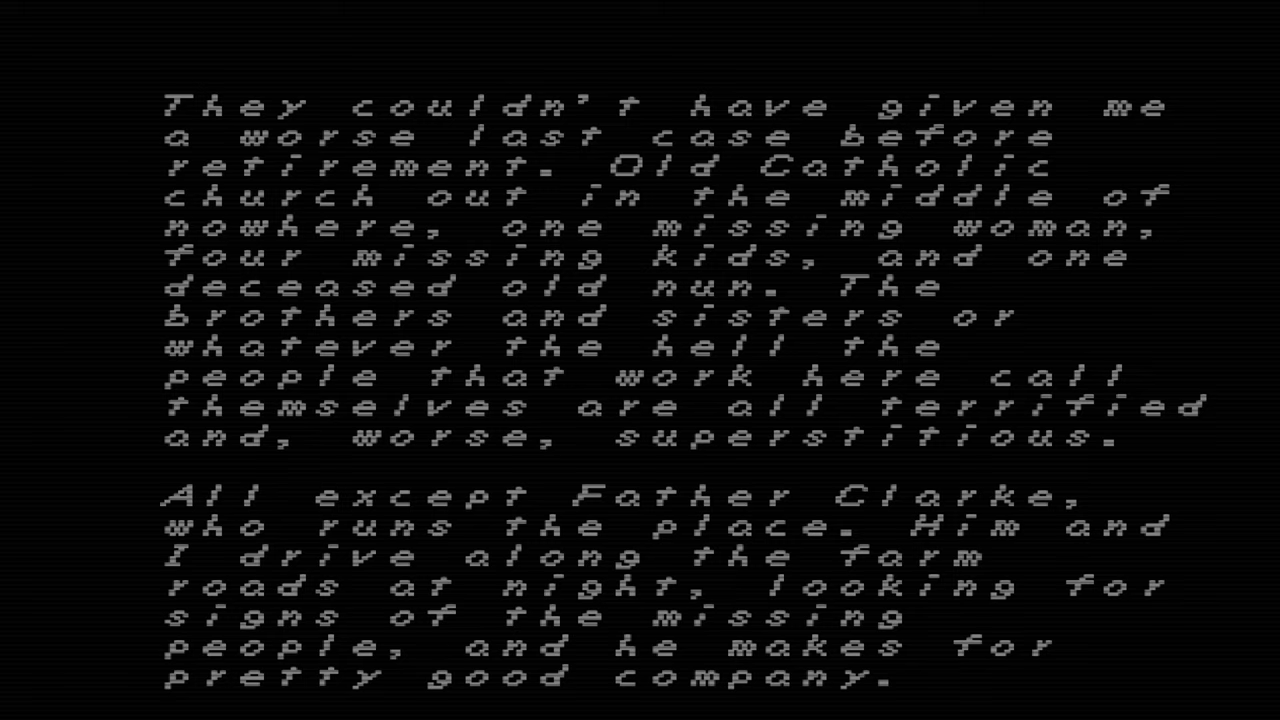 They couldn't have given me
a worse last case before
retirement. Old Catholic
church out in the middle of
nowhere, one missing woman,
four missing kids, and one
deceased old nun. The
brothers and sisters or
whatever the hell the
people that work here call
themselves are all terrified
and, worse, superstitious.
All except Father Clarke,
who runs the place. Him and
I drive along the farm
roads at night, looking for
signs of the missing
people, and he makes for
pretty good company.